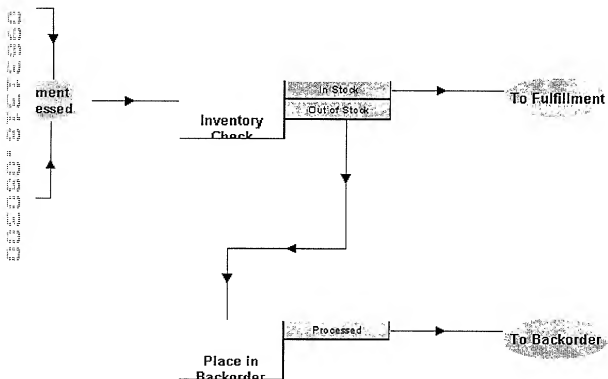 ment
essed
Inventory
Check
In Stock
Out of Stock
To Fulfillment
Place in
Backorder
Processed
To Backorder